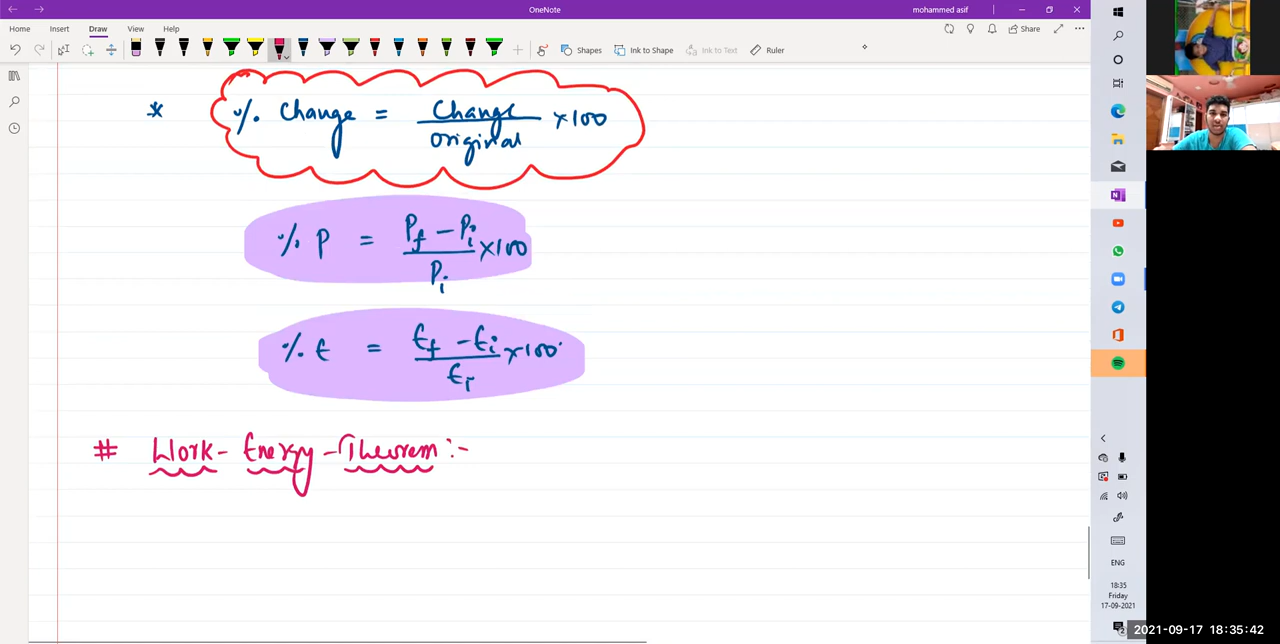 OneNote
mohammed asif
Home Insert Draw View Help
Share
Shapes Ink to Shape Ink to Text Ruler
* % Change = Change / original × 100
% P = Pf - Pi / Pi × 100
% E = Ef - Ei / Ei × 100
# Work - Energy - Theorem :-
ENG
18:35
Friday
17-09-2021
2
2021-09-17 18:35:42